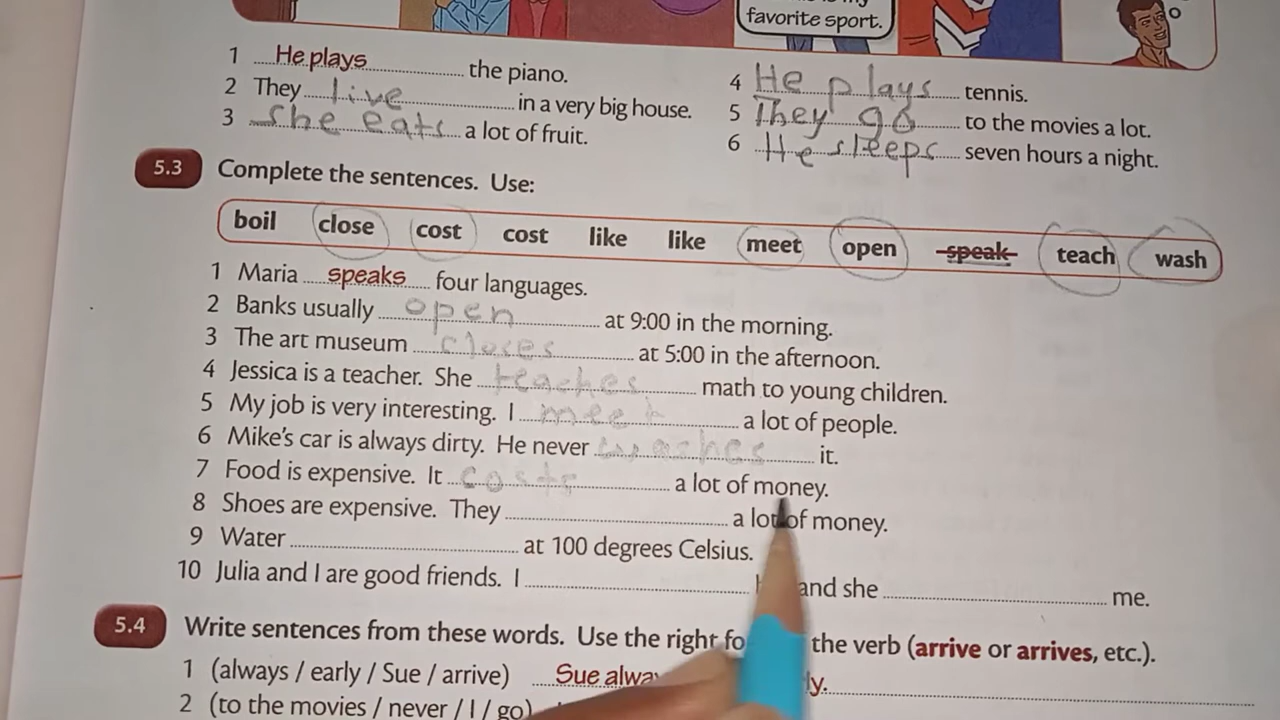 favorite sport.
1 He plays the piano.
2 They live in a very big house.
3 She eats a lot of fruit.
4 He plays tennis.
5 They go to the movies a lot.
6 He sleeps seven hours a night.
5.3 Complete the sentences. Use:
boil close cost cost like like meet open speak teach wash
1 Maria speaks four languages.
2 Banks usually open at 9:00 in the morning.
3 The art museum closes at 5:00 in the afternoon.
4 Jessica is a teacher. She teaches math to young children.
5 My job is very interesting. I meet a lot of people.
6 Mike's car is always dirty. He never washes it.
7 Food is expensive. It costs a lot of money.
8 Shoes are expensive. They a lot of money.
9 Water at 100 degrees Celsius.
10 Julia and I are good friends. I and she me.
5.4 Write sentences from these words. Use the right the verb (arrive or arrives, etc.).
1 (always / early / Sue / arrive) Sue
2 (to the movies / never / I / go)